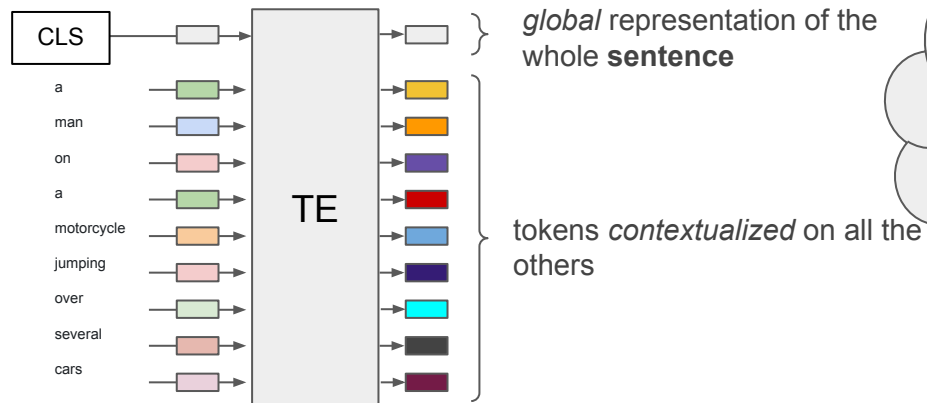 CLS
global representation of the
whole sentence
a
man
on
a
motorcycle
jumping
over
several
cars
TE
tokens contextualized on all the
others